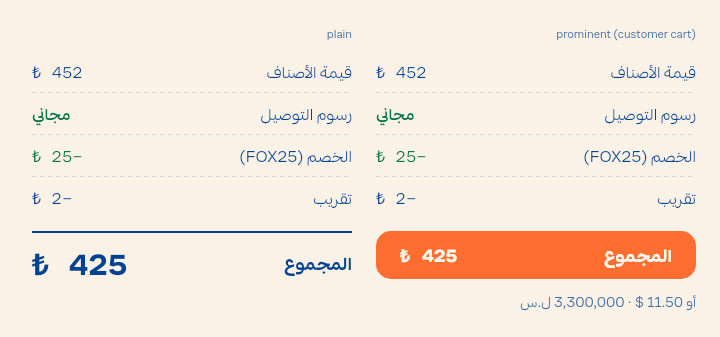 prominent (customer cart)
قيمة الأصناف 452 ₺
رسوم التوصيل مجاني
الخصم (FOX25) −25 ₺
تقريب −2 ₺
المجموع 425 ₺
أو 11.50 $ · 3,300,000 ل.س
plain
قيمة الأصناف 452 ₺
رسوم التوصيل مجاني
الخصم (FOX25) −25 ₺
تقريب −2 ₺
المجموع 425 ₺